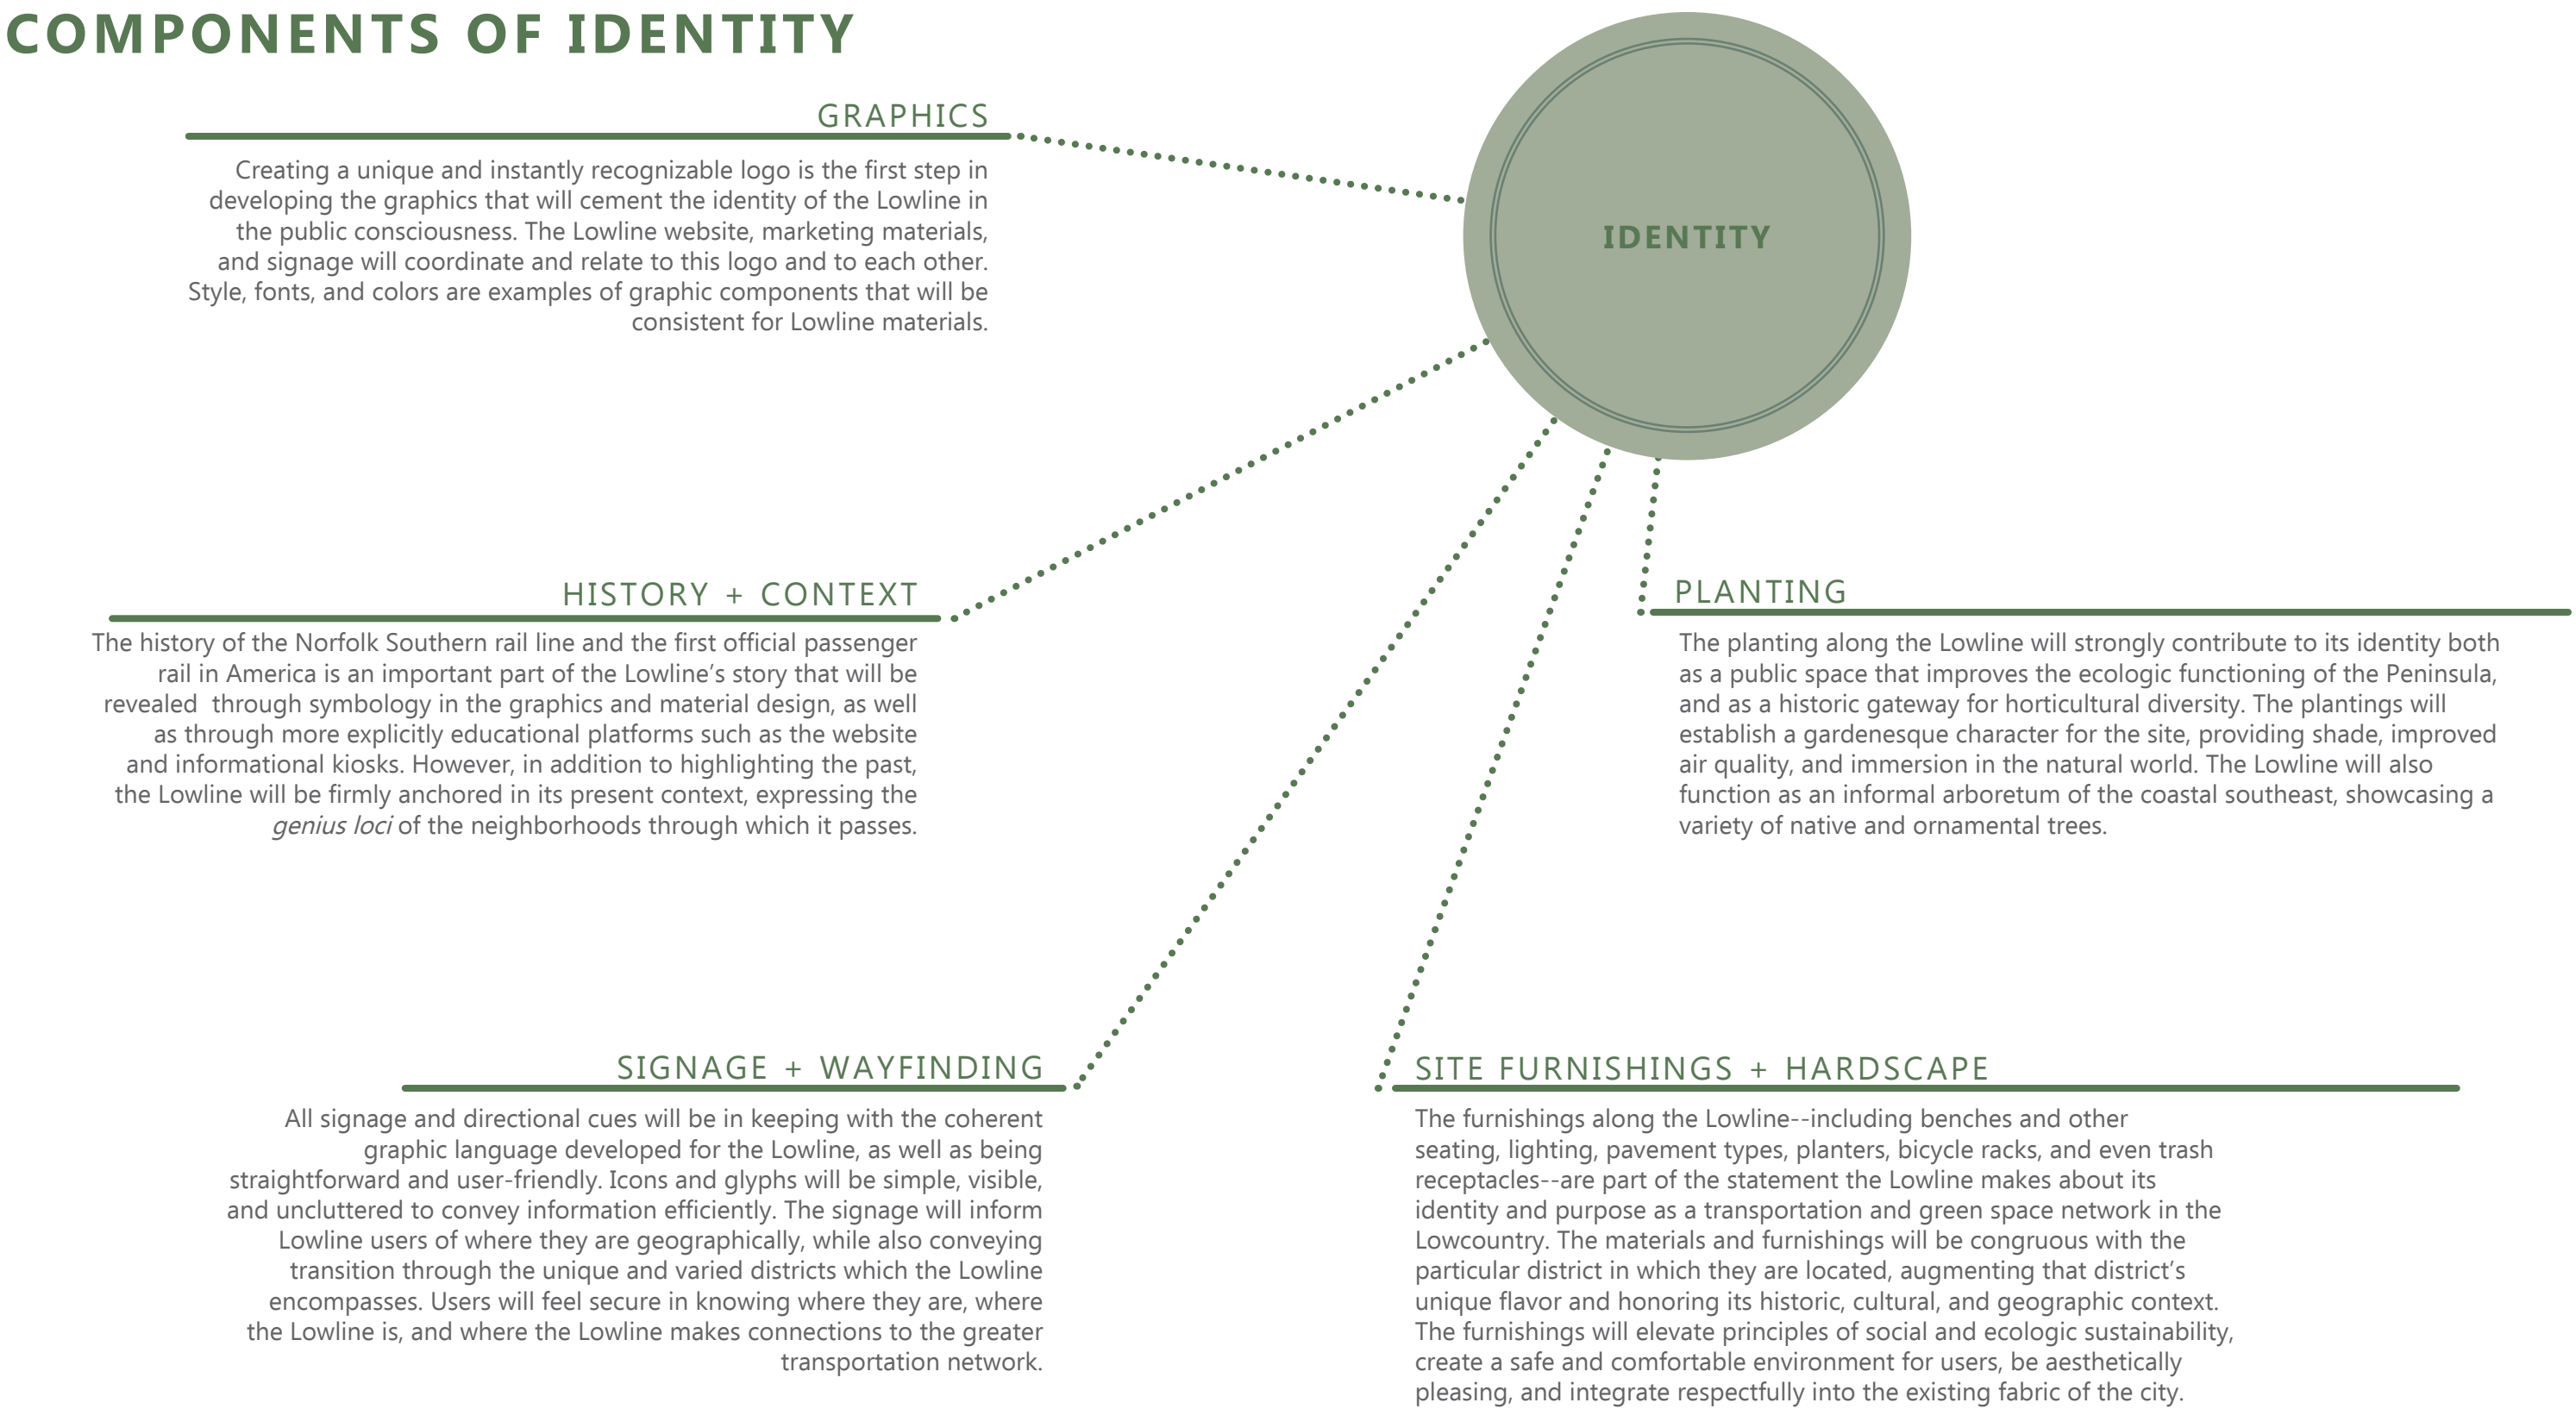 COMPONENTS OF IDENTITY
GRAPHICS
Creating a unique and instantly recognizable logo is the first step in
developing the graphics that will cement the identity of the Lowline in
the public consciousness. The Lowline website, marketing materials,
and signage will coordinate and relate to this logo and to each other.
Style, fonts, and colors are examples of graphic components that will be
consistent for Lowline materials.
IDENTITY
HISTORY + CONTEXT
The history of the Norfolk Southern rail line and the first official passenger
rail in America is an important part of the Lowline’s story that will be
revealed  through symbology in the graphics and material design, as well
as through more explicitly educational platforms such as the website
and informational kiosks. However, in addition to highlighting the past,
the Lowline will be firmly anchored in its present context, expressing the
genius loci of the neighborhoods through which it passes.
PLANTING
The planting along the Lowline will strongly contribute to its identity both
as a public space that improves the ecologic functioning of the Peninsula,
and as a historic gateway for horticultural diversity. The plantings will
establish a gardenesque character for the site, providing shade, improved
air quality, and immersion in the natural world. The Lowline will also
function as an informal arboretum of the coastal southeast, showcasing a
variety of native and ornamental trees.
SIGNAGE + WAYFINDING
All signage and directional cues will be in keeping with the coherent
graphic language developed for the Lowline, as well as being
straightforward and user-friendly. Icons and glyphs will be simple, visible,
and uncluttered to convey information efficiently. The signage will inform
Lowline users of where they are geographically, while also conveying
transition through the unique and varied districts which the Lowline
encompasses. Users will feel secure in knowing where they are, where
the Lowline is, and where the Lowline makes connections to the greater
transportation network.
SITE FURNISHINGS + HARDSCAPE
The furnishings along the Lowline--including benches and other
seating, lighting, pavement types, planters, bicycle racks, and even trash
receptacles--are part of the statement the Lowline makes about its
identity and purpose as a transportation and green space network in the
Lowcountry. The materials and furnishings will be congruous with the
particular district in which they are located, augmenting that district’s
unique flavor and honoring its historic, cultural, and geographic context.
The furnishings will elevate principles of social and ecologic sustainability,
create a safe and comfortable environment for users, be aesthetically
pleasing, and integrate respectfully into the existing fabric of the city.